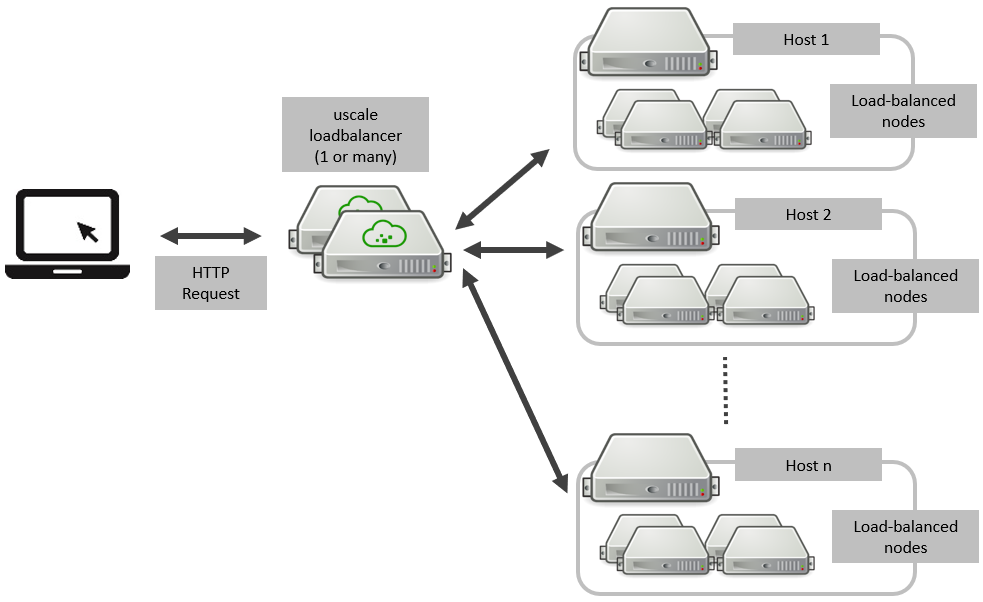 uscale
loadbalancer
(1 or many)
HTTP
Request
Host 1
Load-balanced
nodes
Host 2
Load-balanced
nodes
Host n
Load-balanced
nodes